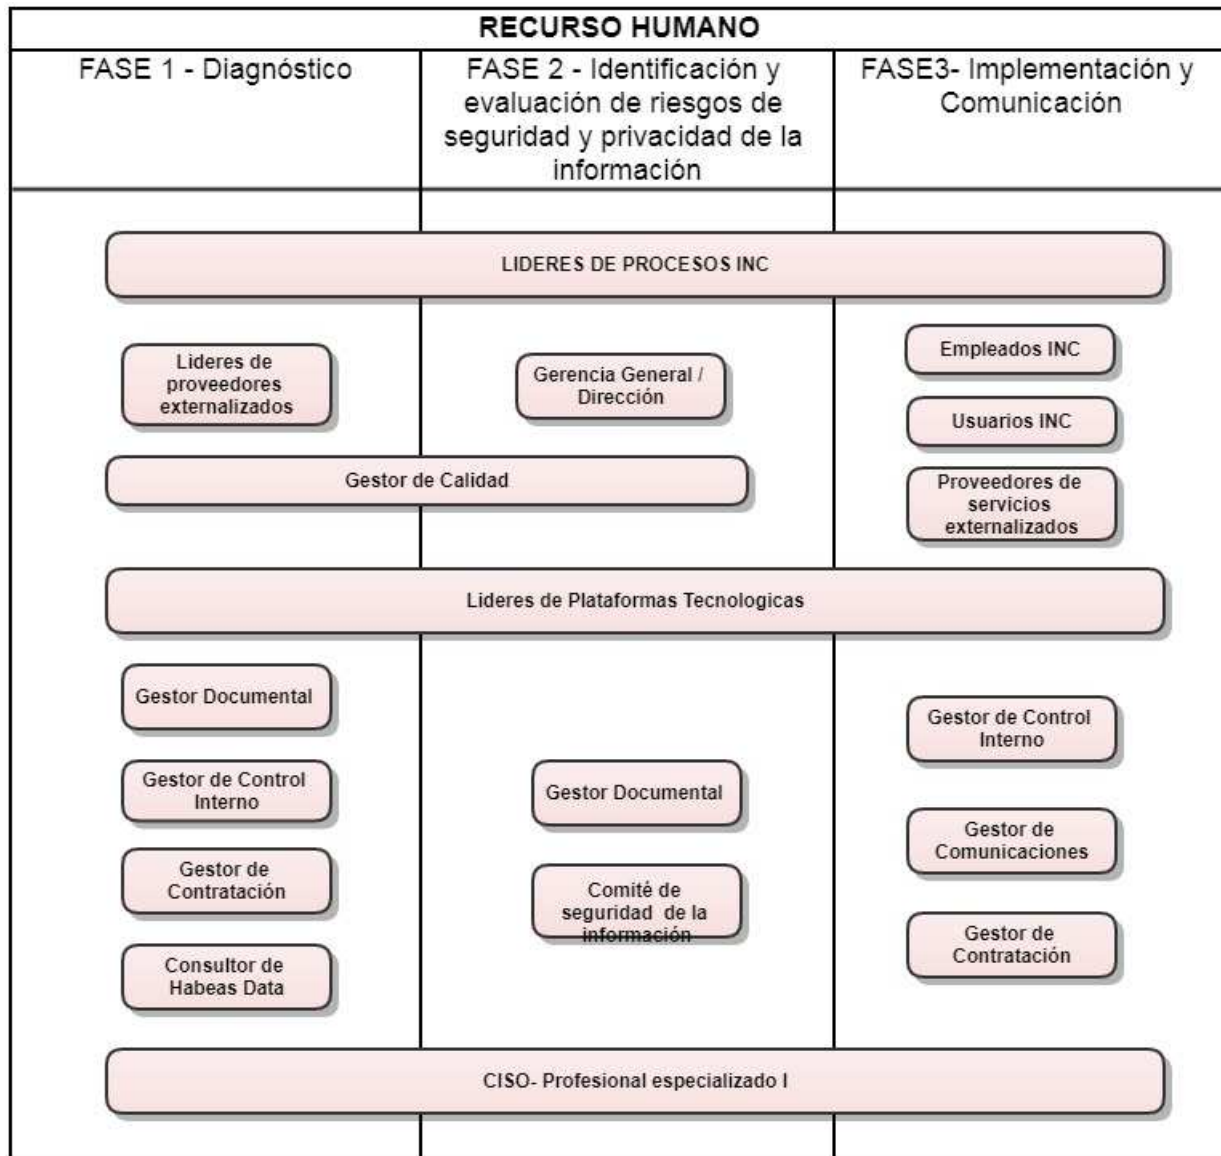 RECURSO HUMANO
FASE 1 - Diagnóstico
FASE 2 - Identificación y
evaluación de riesgos de
seguridad y privacidad de la
información
FASE3- Implementación y
Comunicación
LIDERES DE PROCESOS INC
Lideres de
proveedores
externalizados
Gerencia General /
Dirección
Empleados INC
Usuarios INC
Gestor de Calidad
Proveedores de
servicios
externalizados
Lideres de Plataformas Tecnologicas
Gestor Documental
Gestor de Control
Interno
Gestor de
Contratación
Consultor de
Habeas Data
Gestor Documental
Comité de
seguridad de la
información
Gestor de Control
Interno
Gestor de
Comunicaciones
Gestor de
Contratación
CISO- Profesional especializado I